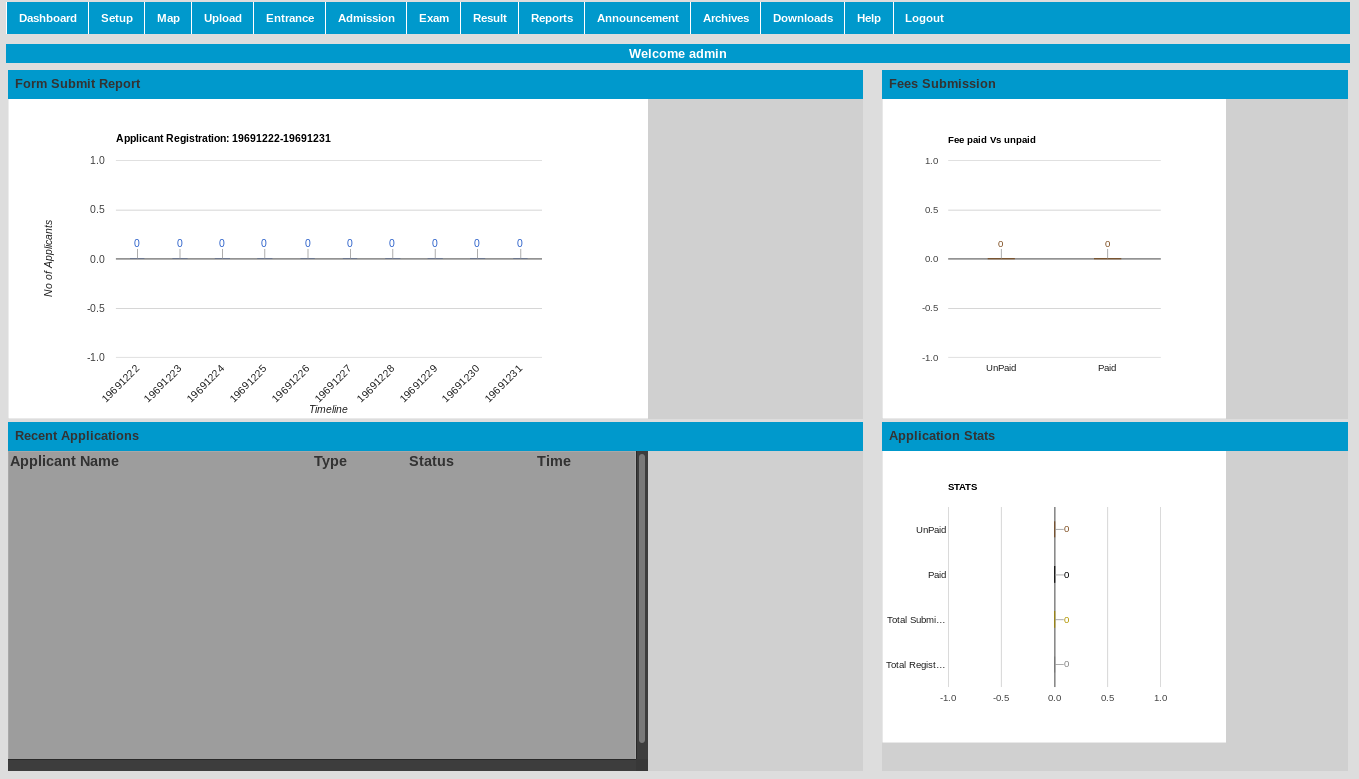 Dashboard Setup Map Upload Entrance Admission Exam Result Reports Announcement Archives Downloads Help Logout
Welcome admin
Form Submit Report
Applicant Registration: 19691222-19691231
1.0
0.5
0.0
-0.5
-1.0
No of Applicants
0 0 0 0 0 0 0 0 0 0
19691222 19691223 19691224 19691225 19691226 19691227 19691228 19691229 19691230 19691231
Timeline
Fees Submission
Fee paid Vs unpaid
1.0
0.5
0.0
-0.5
-1.0
0 0
UnPaid Paid
Recent Applications
Applicant Name Type Status Time
Application Stats
STATS
UnPaid 0
Paid 0
Total Submi... 0
Total Regist... 0
-1.0 -0.5 0.0 0.5 1.0